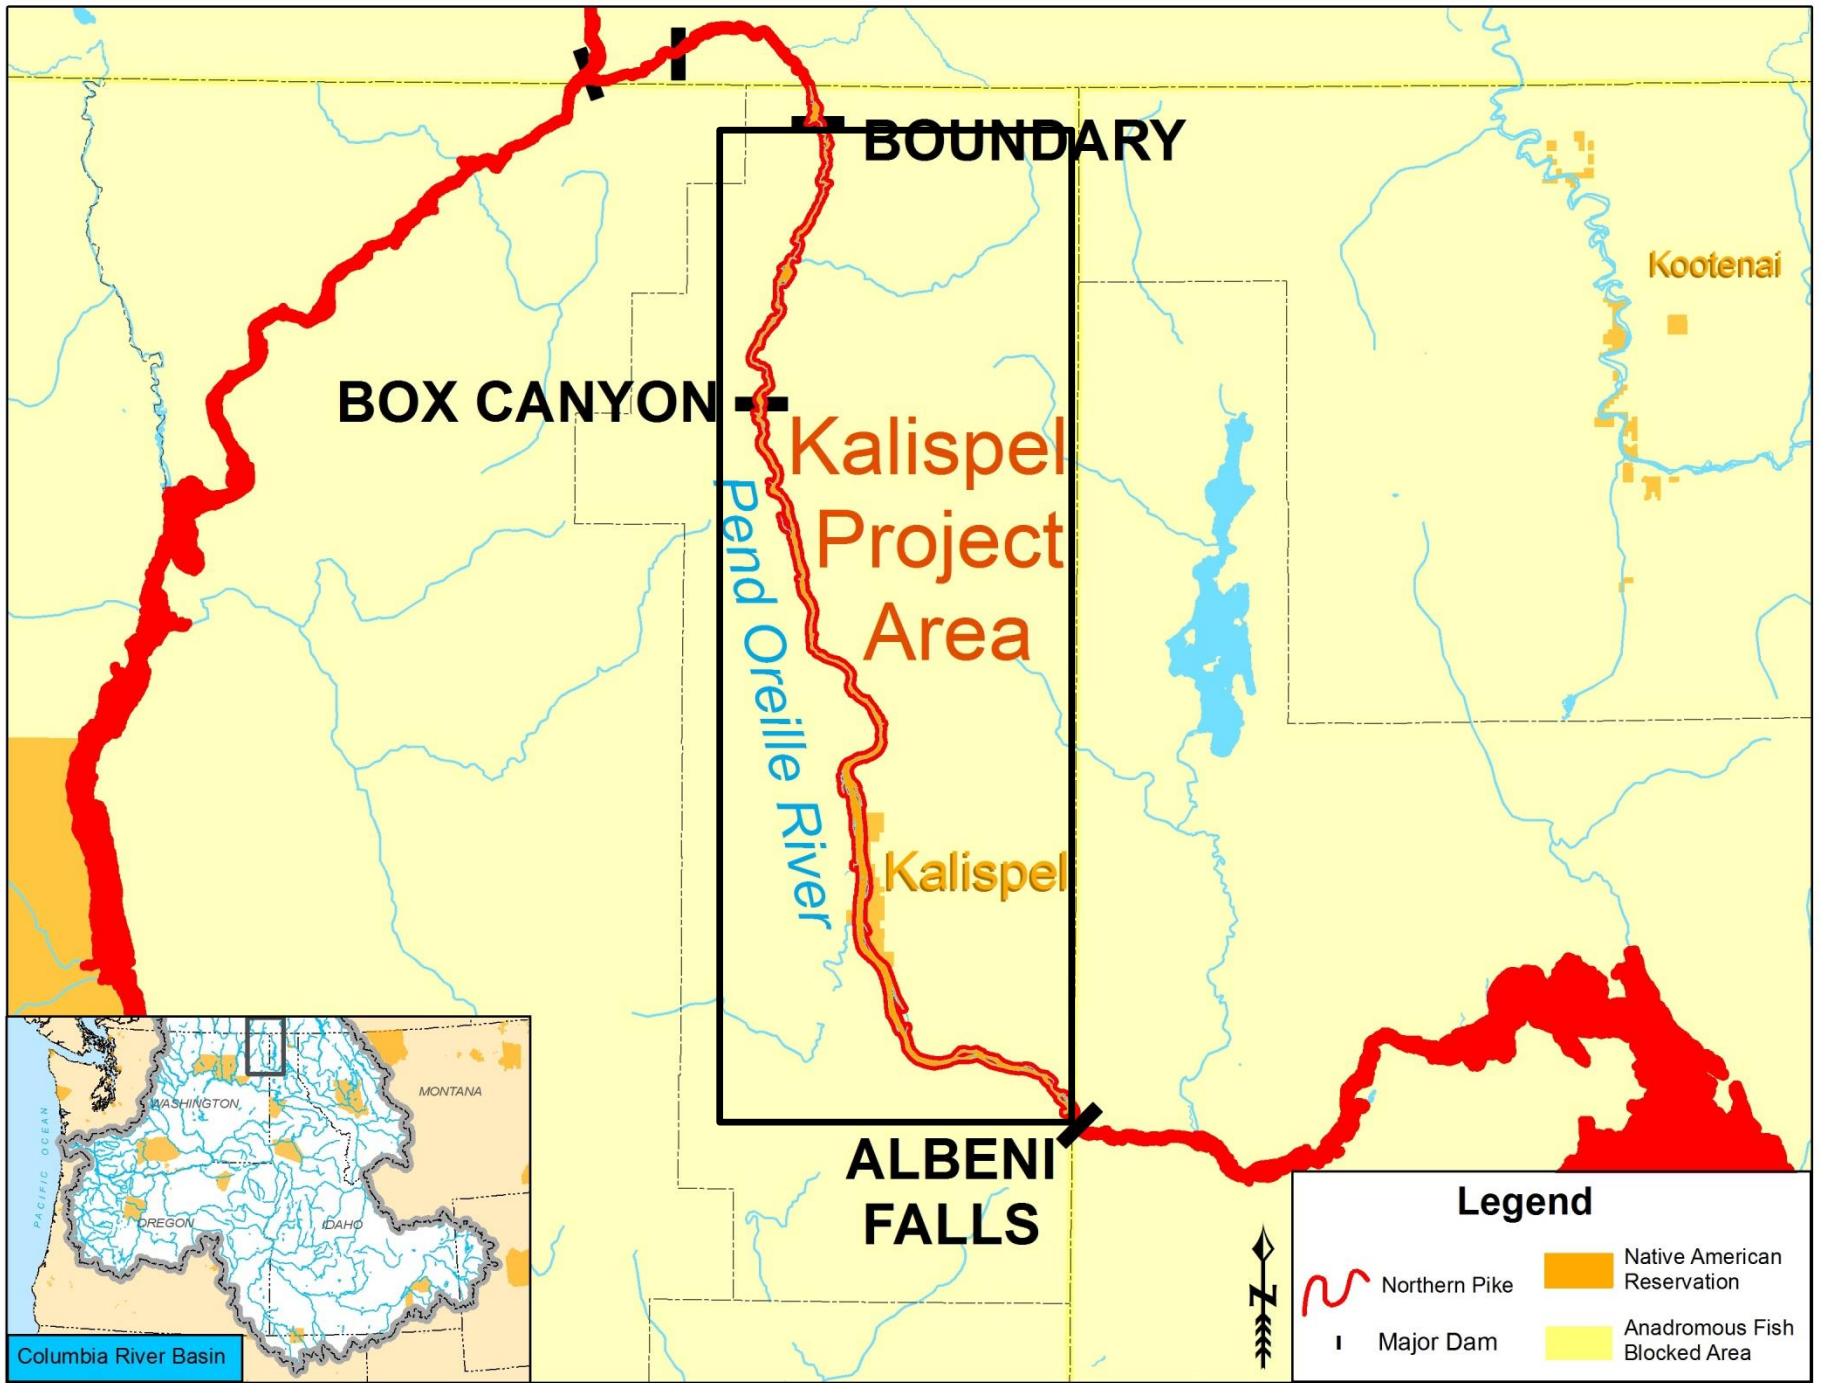 BOUNDARY
Kootenai
BOX CANYON
Kalispel
Project
Area
Pend Oreille River
Kalispel
ALBENI
FALLS
PACIFIC OCEAN
WASHINGTON
MONTANA
OREGON
IDAHO
Columbia River Basin
N
Legend
Northern Pike
Major Dam
Native American
Reservation
Anadromous Fish
Blocked Area